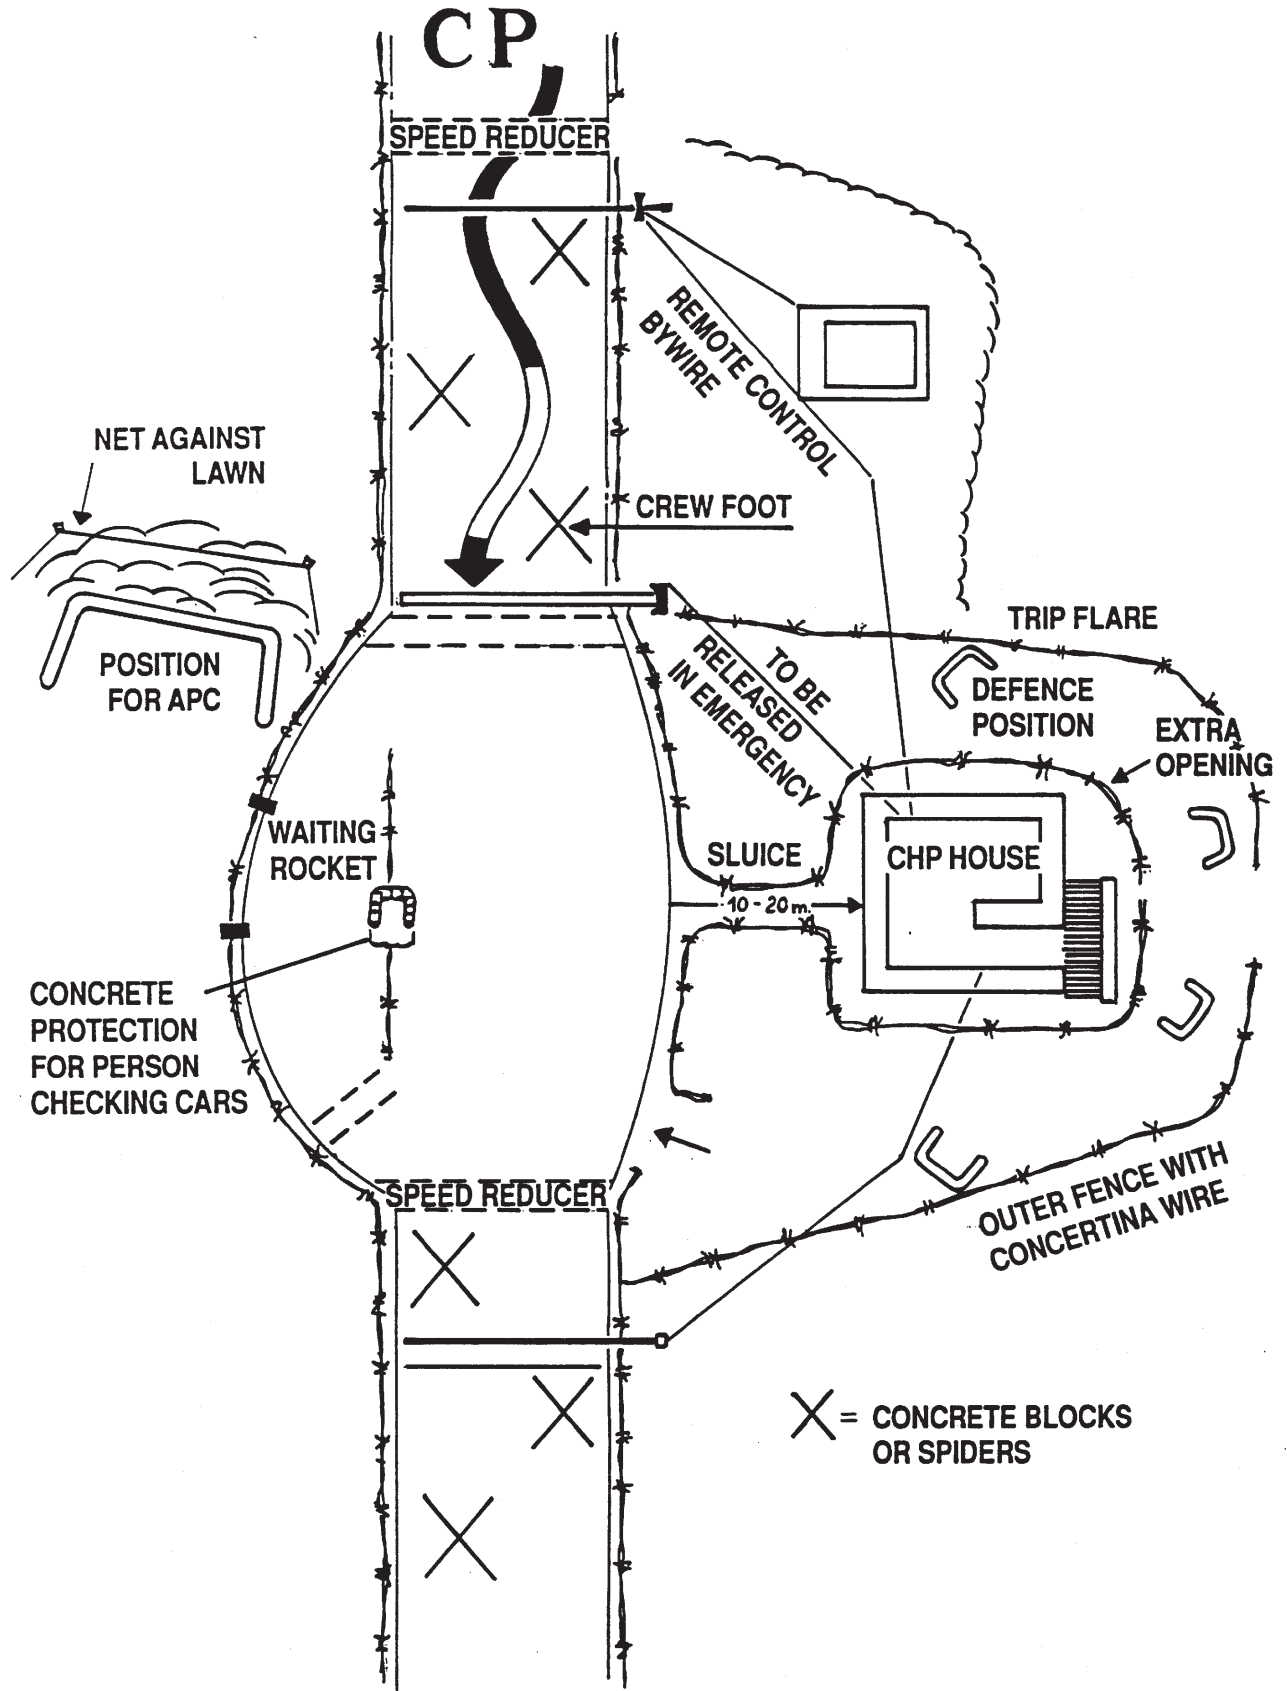 CP
SPEED REDUCER
REMOTE CONTROL
BYWIRE
NET AGAINST
LAWN
CREW FOOT
POSITION
FOR APC
TO BE
RELEASED
IN EMERGENCY
TRIP FLARE
DEFENCE
POSITION
EXTRA
OPENING
WAITING
ROCKET
SLUICE
CHP HOUSE
10-20m.
CONCRETE
PROTECTION
FOR PERSON
CHECKING CARS
SPEED REDUCER
OUTER FENCE WITH
CONCERTINA WIRE
= CONCRETE BLOCKS
OR SPIDERS